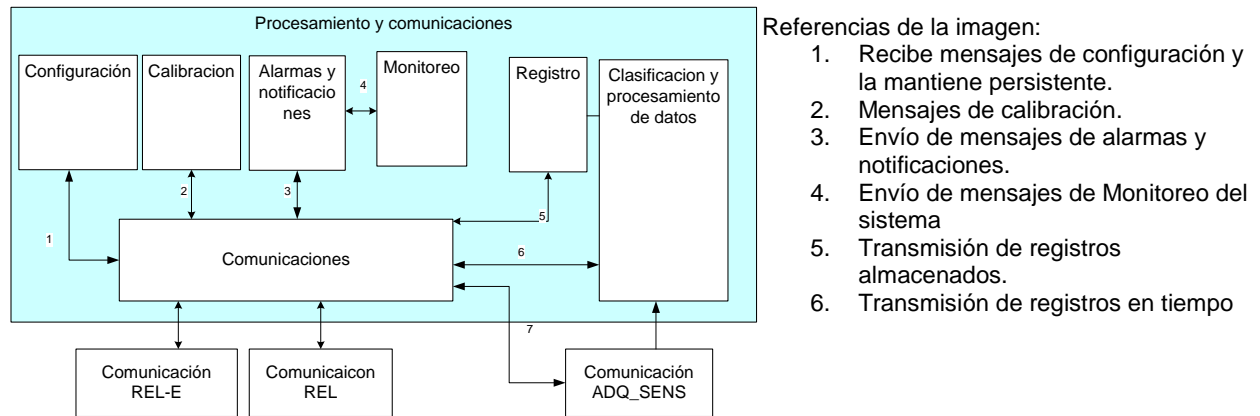 Procesamiento y comunicaciones
Configuración
Calibracion
Alarmas y
notificacio
nes
Monitoreo
Registro
Clasificacion y
procesamiento
de datos
4
2
3
5
1
6
Comunicaciones
7
Comunicación
REL-E
Comunicaicon
REL
Comunicación
ADQ_SENS
Referencias de la imagen:
1. Recibe mensajes de configuración y
la mantiene persistente.
2. Mensajes de calibración.
3. Envío de mensajes de alarmas y
notificaciones.
4. Envío de mensajes de Monitoreo del
sistema
5. Transmisión de registros
almacenados.
6. Transmisión de registros en tiempo